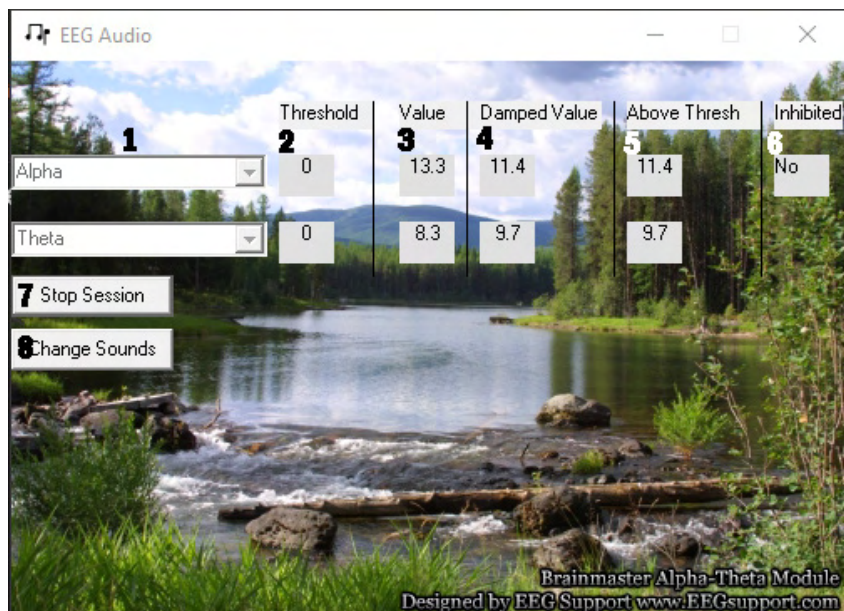 EEG Audio
Threshold Value Damped Value Above Thresh Inhibited
1 2 3 4 5 6
Alpha 0 13.3 11.4 11.4 No
Theta 0 8.3 9.7 9.7
7 Stop Session
8 Change Sounds
Brainmaster Alpha-Theta Module
Designed by EEG Support www.EEGsupport.com